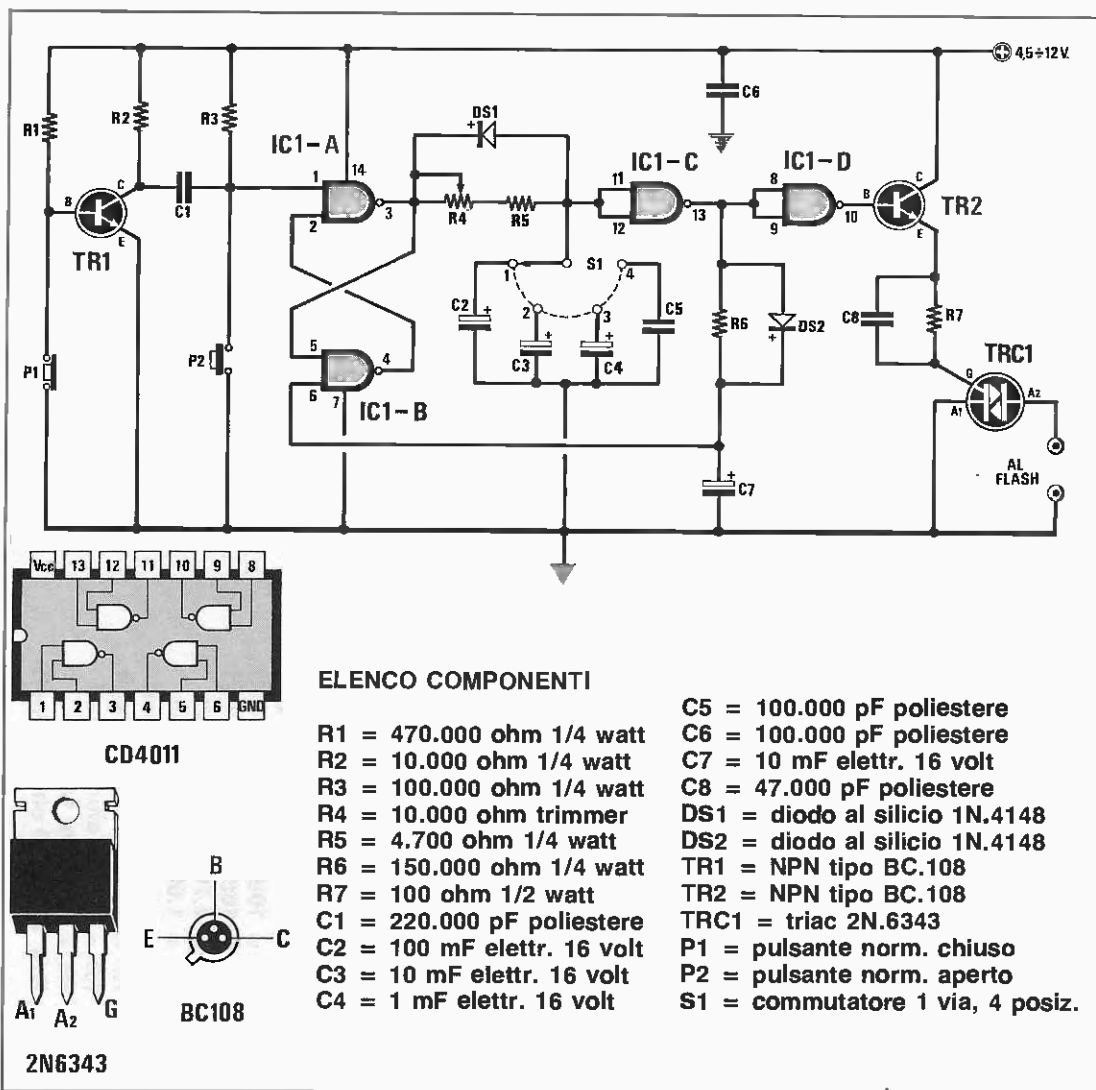 4,5÷12V.
R1
R2
R3
C6
DS1
+
IC1-A
IC1-C
IC1-D
14
1
2
3
11
12
13
8
9
10
B
C
E
TR1
C1
R4
R5
B
C
E
TR2
S1
1
2
3
4
C2
+
C3
+
C4
+
C5
R6
DS2
+
C8
R7
P1
P2
5
6
4
7
IC1-B
TRC1
G
A1
A2
AL
FLASH
C7
+
Vcc 13 12 11 10 9 8
1 2 3 4 5 6 GND
CD4011
A1 A2 G
2N6343
B
E C
BC108
ELENCO COMPONENTI
R1 = 470.000 ohm 1/4 watt
R2 = 10.000 ohm 1/4 watt
R3 = 100.000 ohm 1/4 watt
R4 = 10.000 ohm trimmer
R5 = 4.700 ohm 1/4 watt
R6 = 150.000 ohm 1/4 watt
R7 = 100 ohm 1/2 watt
C1 = 220.000 pF poliestere
C2 = 100 mF elettr. 16 volt
C3 = 10 mF elettr. 16 volt
C4 = 1 mF elettr. 16 volt
C5 = 100.000 pF poliestere
C6 = 100.000 pF poliestere
C7 = 10 mF elettr. 16 volt
C8 = 47.000 pF poliestere
DS1 = diodo al silicio 1N.4148
DS2 = diodo al silicio 1N.4148
TR1 = NPN tipo BC.108
TR2 = NPN tipo BC.108
TRC1 = triac 2N.6343
P1 = pulsante norm. chiuso
P2 = pulsante norm. aperto
S1 = commutatore 1 via, 4 posiz.